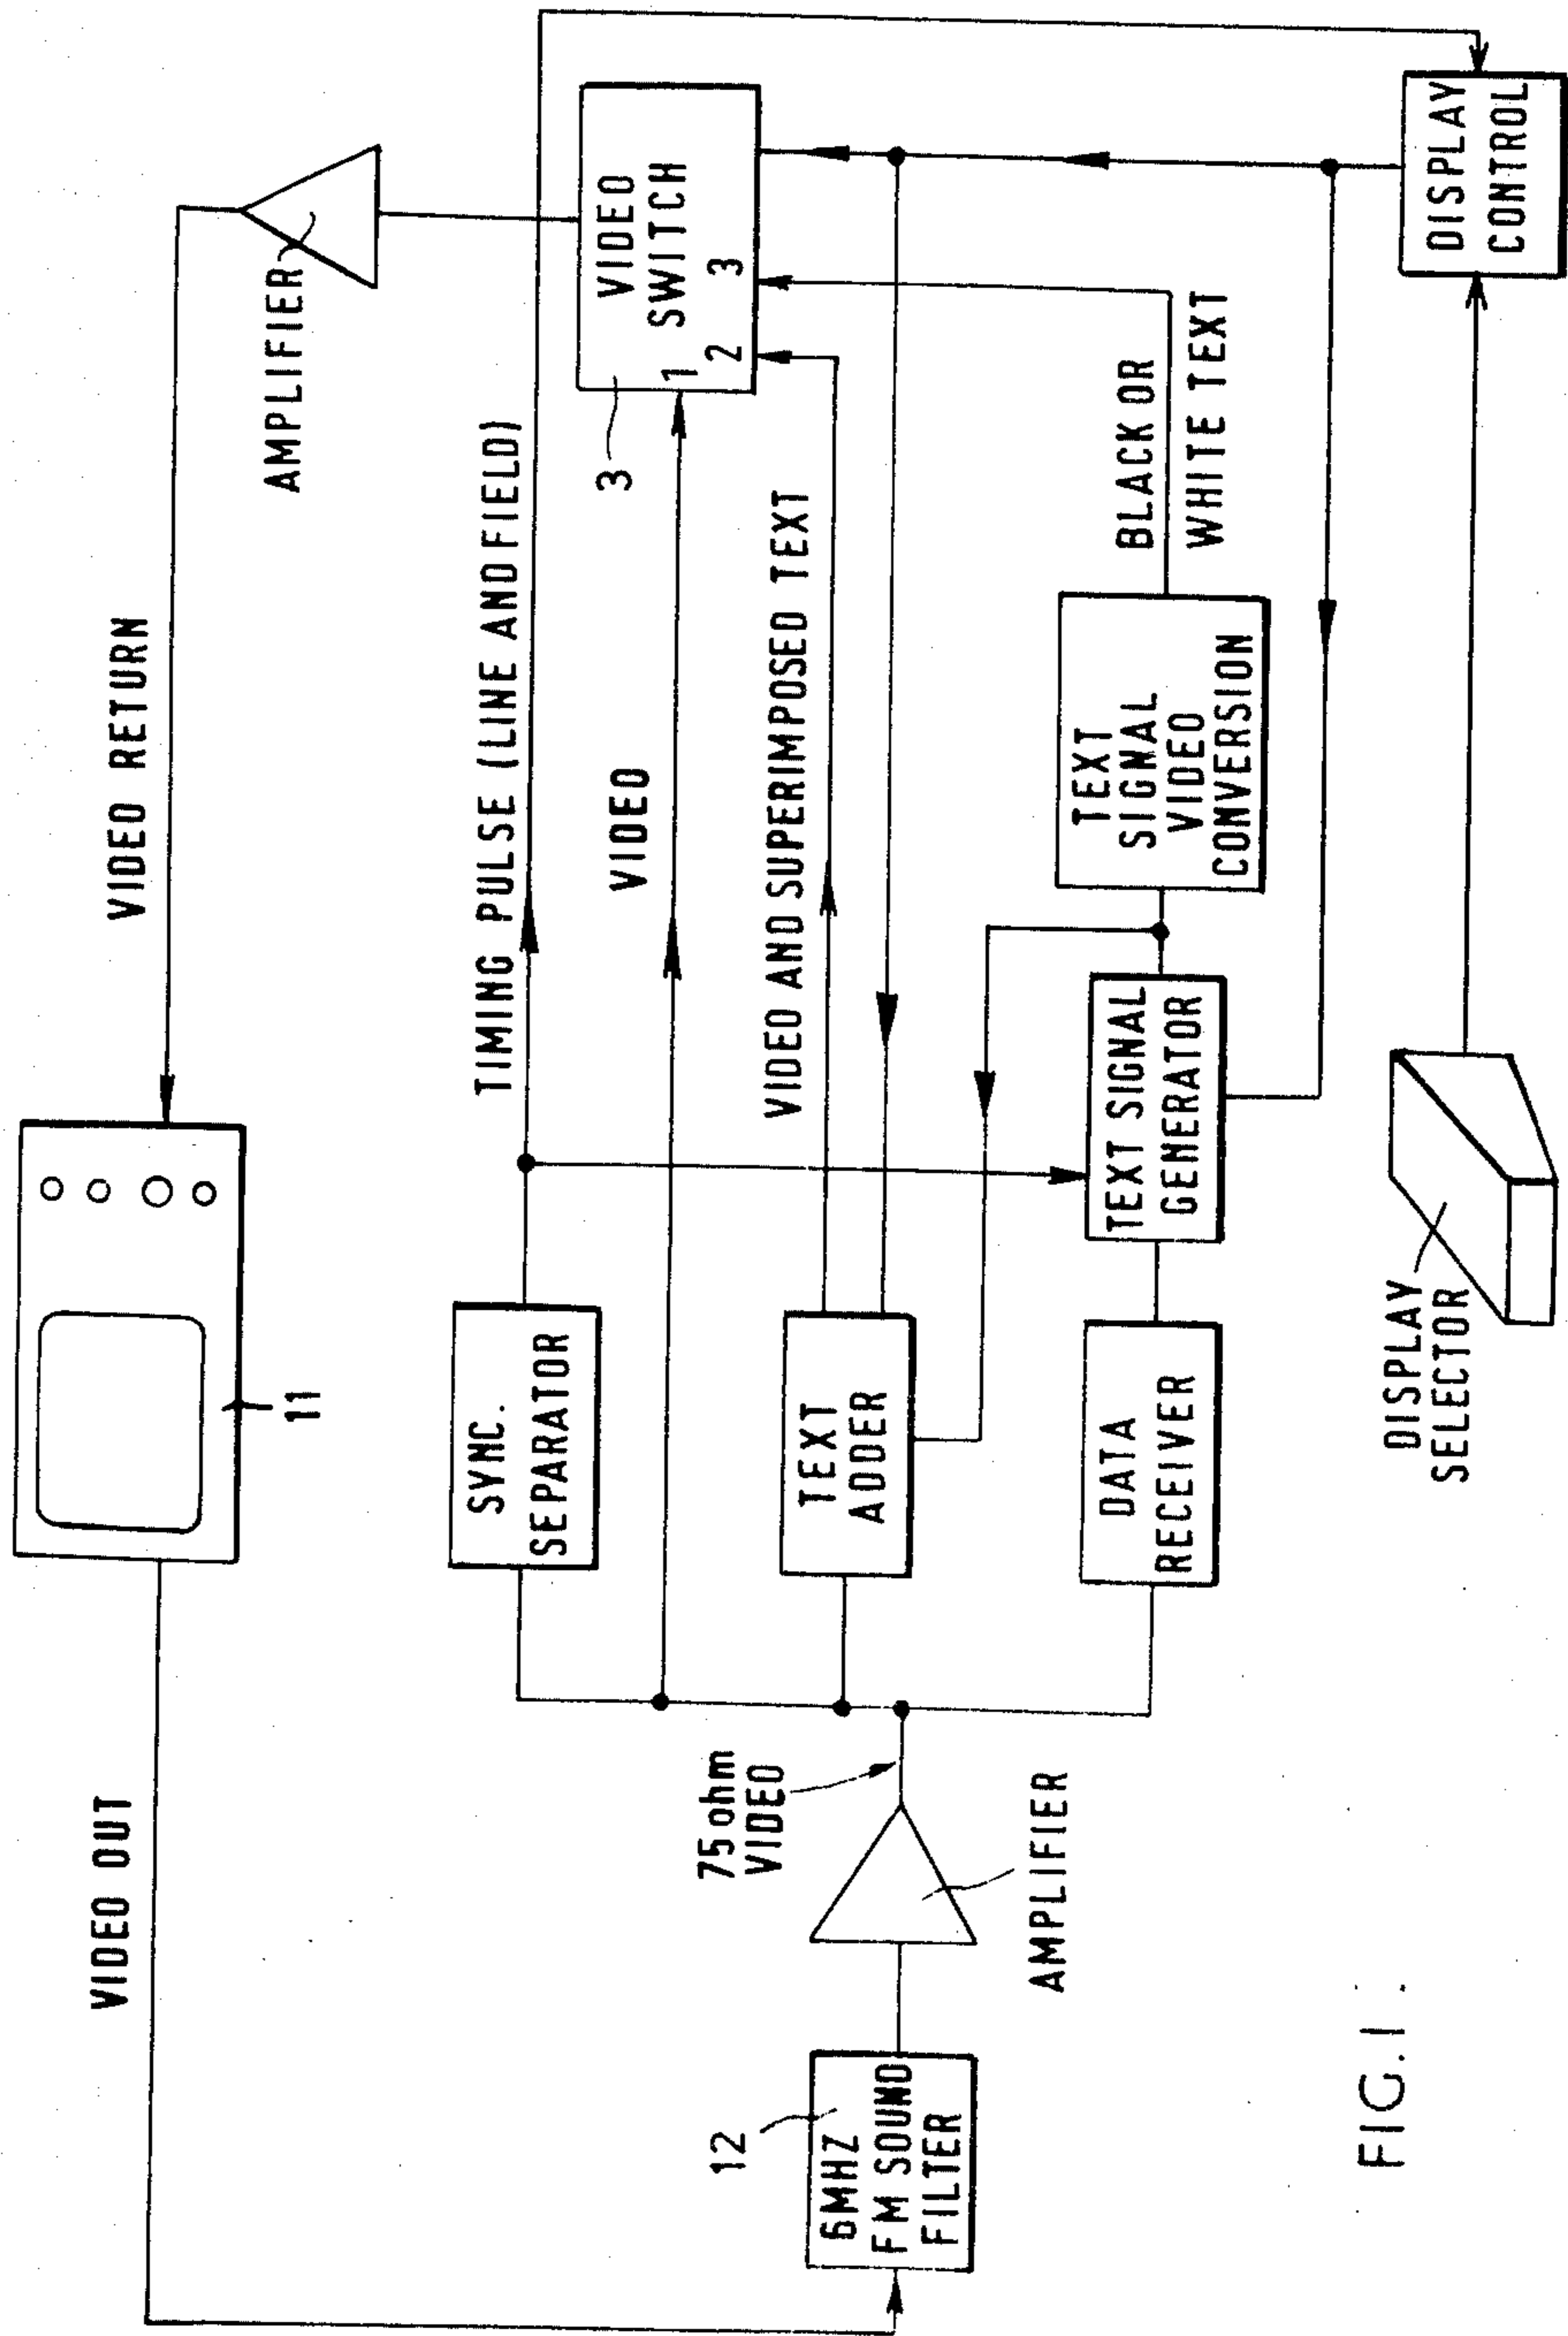 VIDEO OUT
VIDEO RETURN
11
AMPLIFIER
TIMING PULSE (LINE AND FIELD)
SYNC.
SEPARATOR
VIDEO
3
VIDEO
SWITCH
1
2 3
75 ohm
VIDEO
VIDEO AND SUPERIMPOSED TEXT
TEXT
ADDER
12
6MHZ
FM SOUND
FILTER
AMPLIFIER
DATA
RECEIVER
TEXT SIGNAL
GENERATOR
TEXT
SIGNAL
VIDEO
CONVERSION
BLACK OR
WHITE TEXT
DISPLAY
SELECTOR
DISPLAY
CONTROL
FIG. 1.